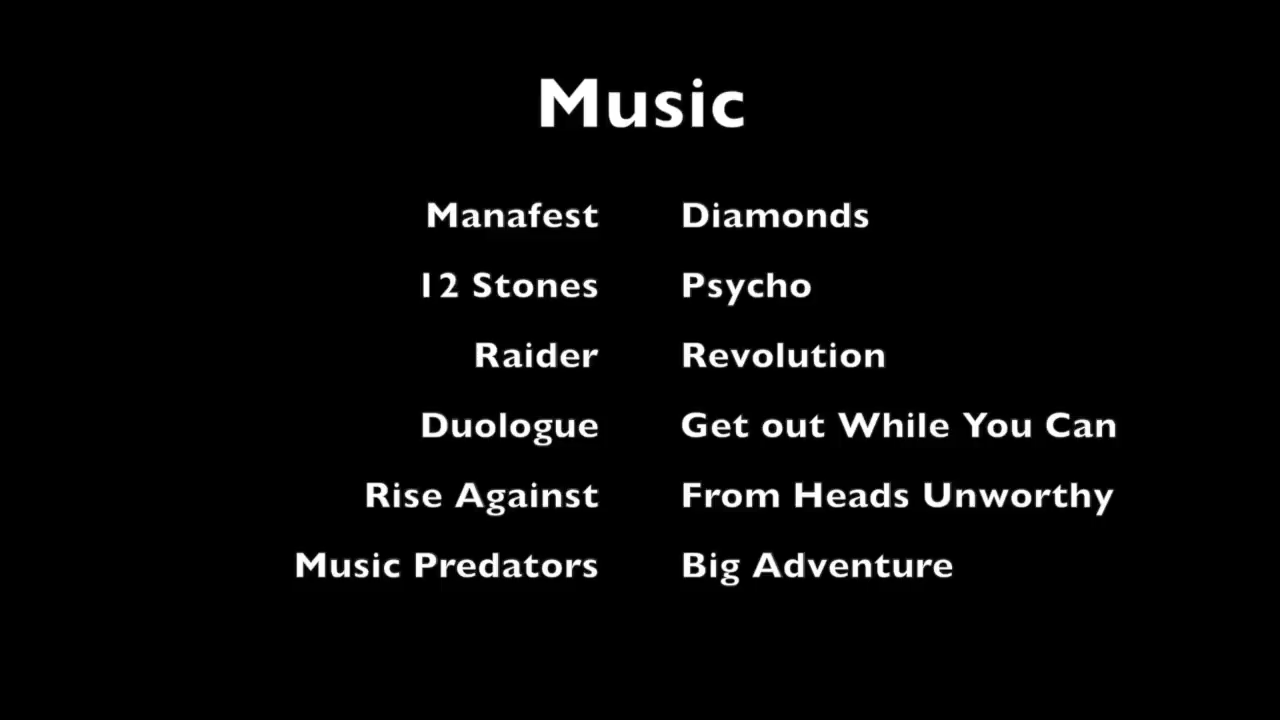 Music
Manafest Diamonds
12 Stones Psycho
Raider Revolution
Duologue Get out While You Can
Rise Against From Heads Unworthy
Music Predators Big Adventure